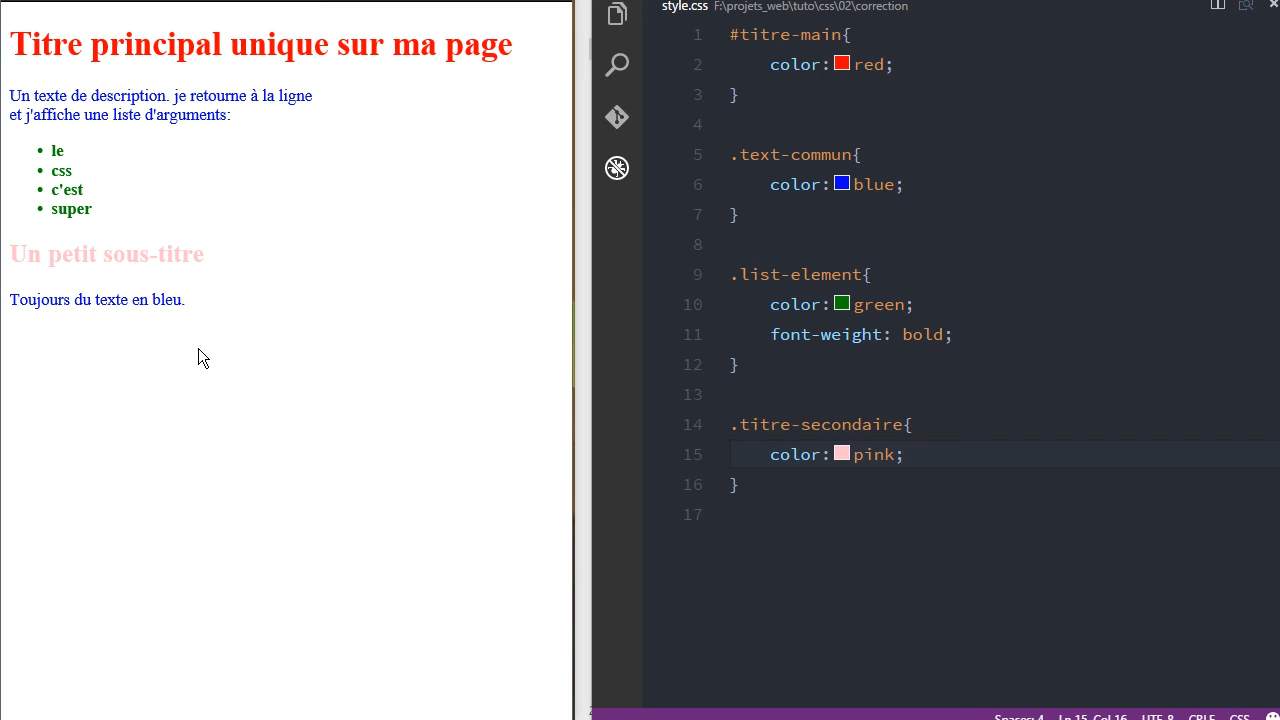 Titre principal unique sur ma page
Un texte de description. je retourne à la ligne
et j'affiche une liste d'arguments:
• le
• css
• c'est
• super
Un petit sous-titre
Toujours du texte en bleu.
style.css F:\projets_web\tuto\css\02\correction
1 #titre-main{
2 color: red;
3 }
4
5 .text-commun{
6 color: blue;
7 }
8
9 .list-element{
10 color: green;
11 font-weight: bold;
12 }
13
14 .titre-secondaire{
15 color: pink;
16 }
17
Spaces: 4 Ln 15, Col 16 UTF-8 CRLF CSS